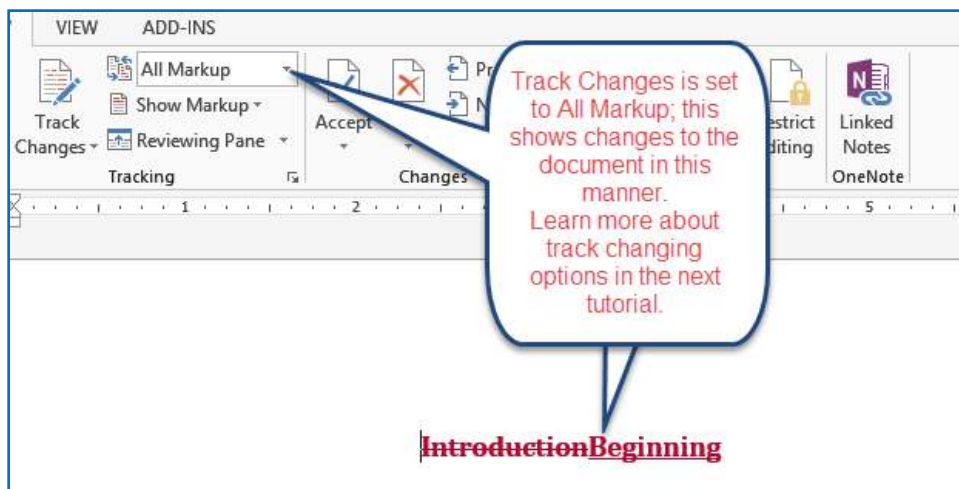 VIEW ADD-INS
All Markup
Show Markup
Reviewing Pane
Track
Changes
Tracking
Accept
Changes
Linked
Notes
OneNote
1 2 5
Track Changes is set
to All Markup; this
shows changes to the
document in this
manner.
Learn more about
track changing
options in the next
tutorial.
IntroductionBeginning